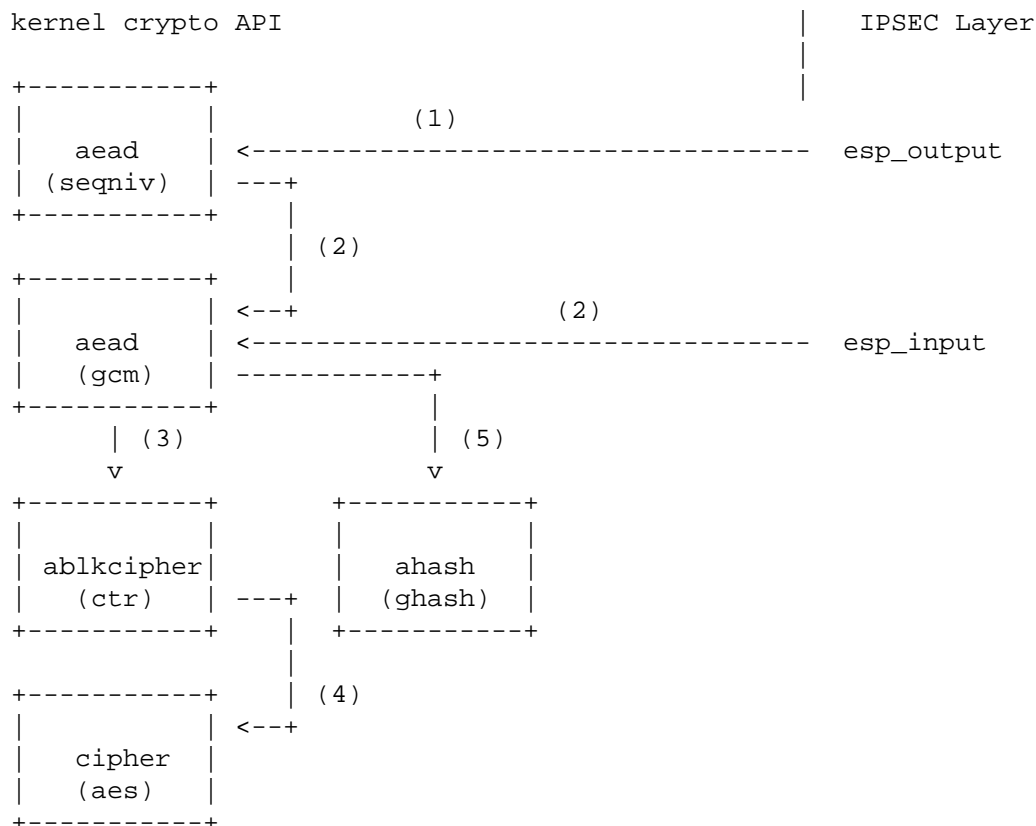 kernel crypto API | IPSEC Layer
|
+-----------+ |
| | (1)
| aead | <----------------------------------- esp_output
| (seqniv) | ---+
+-----------+ |
| (2)
+-----------+ |
| | <--+ (2)
| aead | <----------------------------------- esp_input
| (gcm) | ------------+
+-----------+ |
| (3) | (5)
v v
+-----------+ +-----------+
| | | |
| ablkcipher| | ahash |
| (ctr) | ---+ | (ghash) |
+-----------+ | +-----------+
|
+-----------+ | (4)
| | <--+
| cipher |
| (aes) |
+-----------+